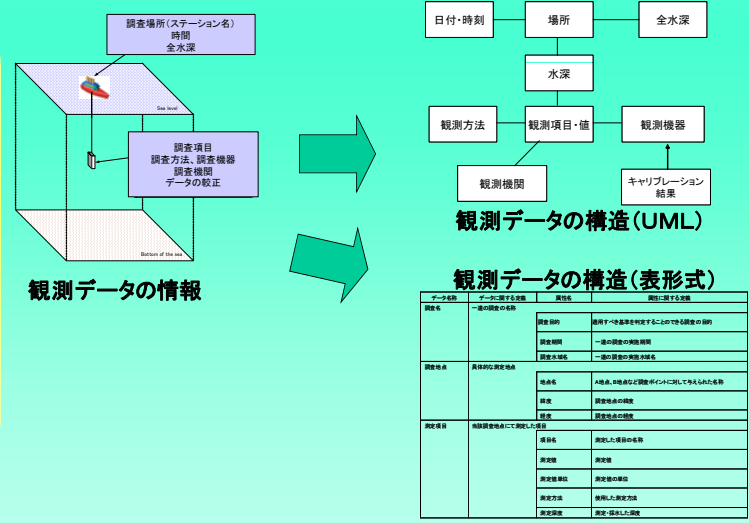 調査場所(ステーション名)
時間
全水深
Sea level
調査項目
調査方法、調査機器
調査機関
データの較正
Bottom of the sea
観測データの情報
日付・時刻
場所
全水深
水深
観測方法
観測項目・値
観測機器
観測機関
キャリブレーション
結果
観測データの構造(UML)
観測データの構造(表形式)
データ名称 データに関する定義 属性名 属性に関する定義
調査名 一連の調査の名称
調査目的 適用すべき基準を判定することのできる調査の目的
調査期間 一連の調査の実施期間
調査水域名 一連の調査の実施水域名
調査地点 具体的な測定地点
地点名 A地点、B地点など調査ポイントに対して与えられた名称
緯度 調査地点の緯度
経度 調査地点の経度
測定項目 当該調査地点にて測定した項目
項目名 測定した項目の名称
測定値 測定値
測定値単位 測定値の単位
測定方法 使用した測定方法
測定深度 測定・採水した深度